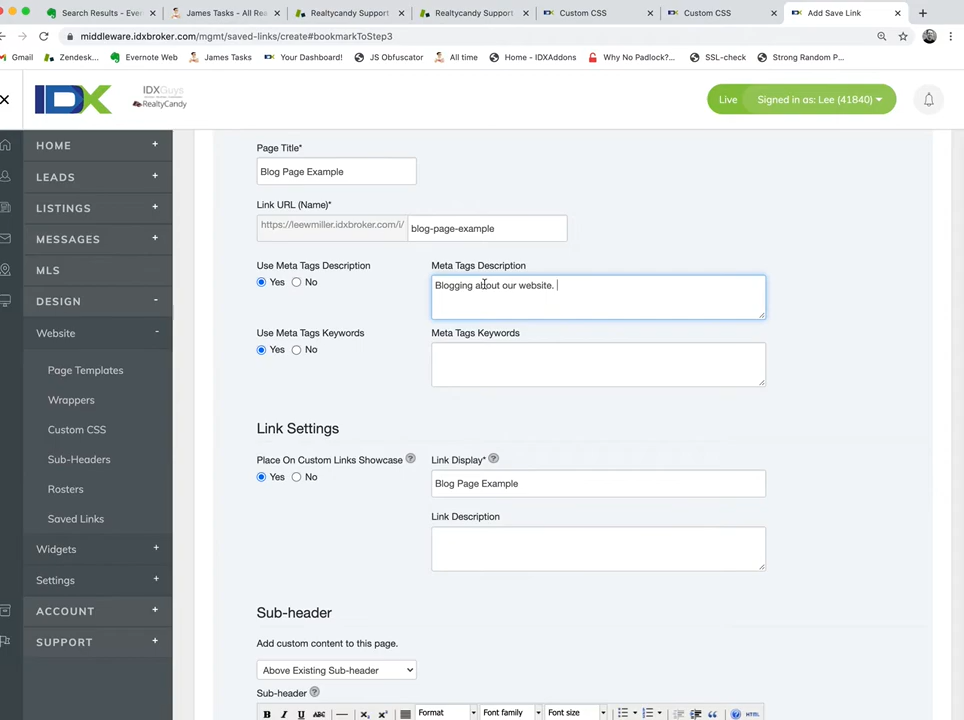 Search Results - Ever
James Tasks - All Rea
Realtycandy Support
Realtycandy Support
Custom CSS
Custom CSS
Add Save Link
middleware.idxbroker.com/mgmt/saved-links/create#bookmarkToStep3
Gmail
Zendesk...
Evernote Web
James Tasks
Your Dashboard!
JS Obfuscator
All time
Home - IDXAddons
Why No Padlock?...
SSL-check
Strong Random P...
IDX
IDXGuys
RealtyCandy
Live
Signed in as: Lee (41840)
HOME
LEADS
LISTINGS
MESSAGES
MLS
DESIGN
Website
Page Templates
Wrappers
Custom CSS
Sub-Headers
Rosters
Saved Links
Widgets
Settings
ACCOUNT
SUPPORT
Page Title*
Blog Page Example
Link URL (Name)*
https://leewmiller.idxbroker.com/i/
blog-page-example
Use Meta Tags Description
Yes No
Meta Tags Description
Blogging about our website.
Use Meta Tags Keywords
Yes No
Meta Tags Keywords
Link Settings
Place On Custom Links Showcase
Yes No
Link Display*
Blog Page Example
Link Description
Sub-header
Add custom content to this page.
Above Existing Sub-header
Sub-header
B I U ABC
Format
Font family
Font size
HTML